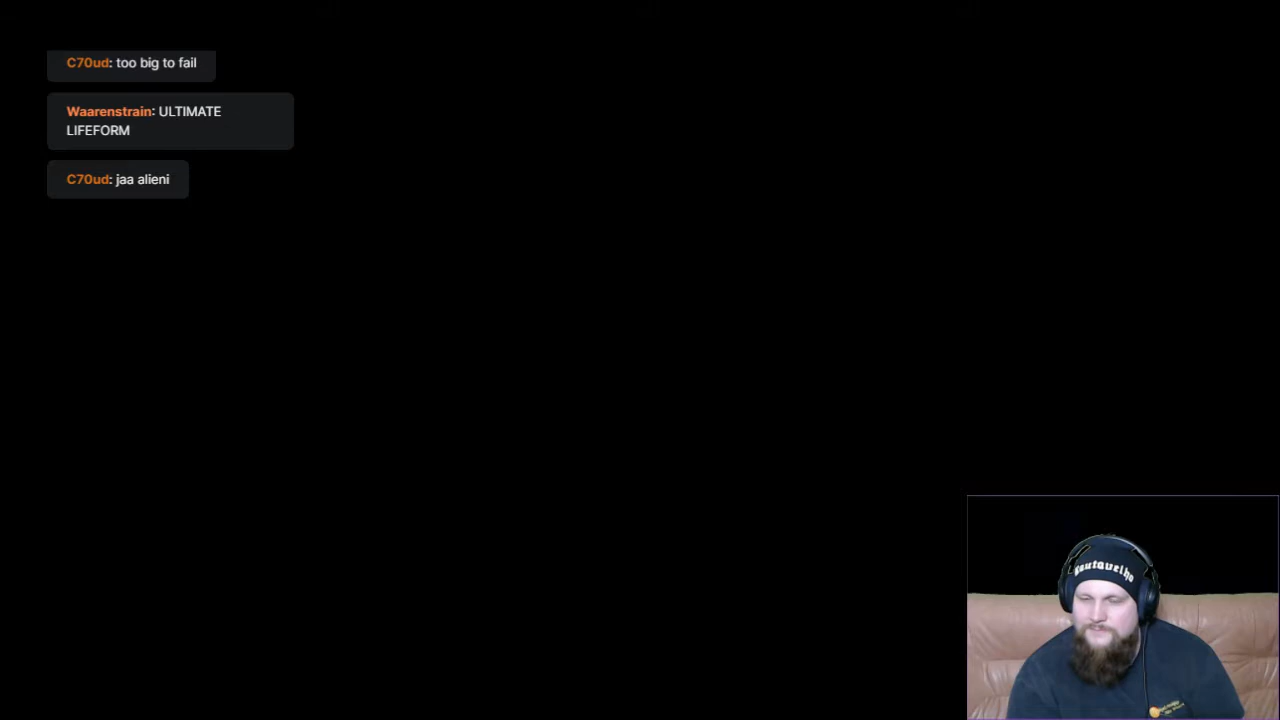 C70ud: too big to fail
Waarenstrain: ULTIMATE
LIFEFORM
C70ud: jaa alieni